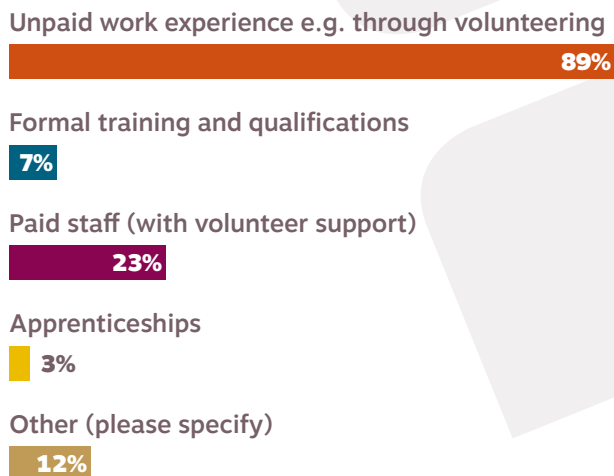 Unpaid work experience e.g. through volunteering
89%
Formal training and qualifications
7%
Paid staff (with volunteer support)
23%
Apprenticeships
3%
Other (please specify)
12%